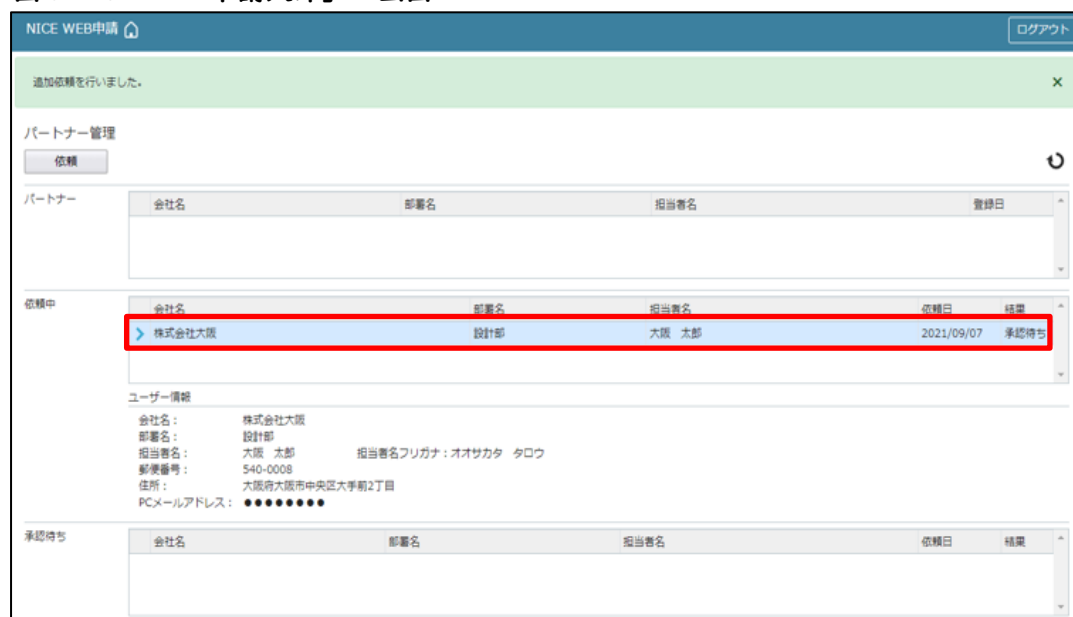 NICE WEB申請
ログアウト
追加依頼を行いました。
×
パートナー管理
依頼
パートナー
会社名 部署名 担当者名 登録日
依頼中
会社名 部署名 担当者名 依頼日 結果
株式会社大阪 設計部 大阪 太郎 2021/09/07 承認待ち
ユーザー情報
会社名: 株式会社大阪
部署名: 設計部
担当者名: 大阪 太郎 担当者名フリガナ:オオサカタ タロウ
郵便番号: 540-0008
住所: 大阪府大阪市中央区大手前2丁目
PCメールアドレス: ●●●●●●●●
承認待ち
会社名 部署名 担当者名 依頼日 結果